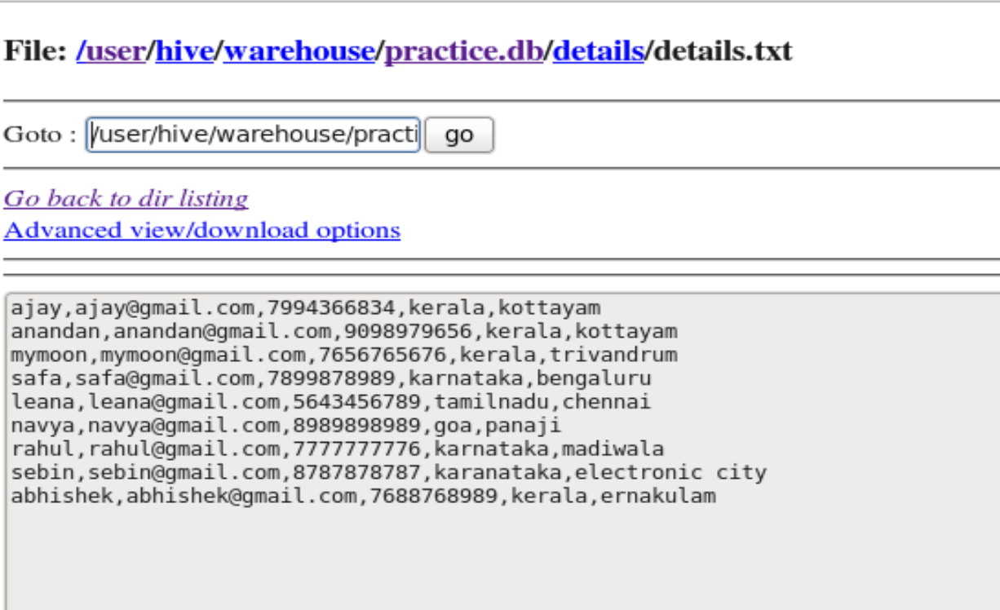 File: /user/hive/warehouse/practice.db/details/details.txt
Goto : /user/hive/warehouse/practi go
Go back to dir listing
Advanced view/download options
ajay,ajay@gmail.com,7994366834,kerala,kottayam
anandan,anandan@gmail.com,9098979656,kerala,kottayam
mymoon,mymoon@gmail.com,7656765676,kerala,trivandrum
safa,safa@gmail.com,7899878989,karnataka,bengaluru
leana,leana@gmail.com,5643456789,tamilnadu,chennai
navya,navya@gmail.com,8989898989,goa,panaji
rahul,rahul@gmail.com,7777777776,karnataka,madiwala
sebin,sebin@gmail.com,8787878787,karanataka,electronic city
abhishek,abhishek@gmail.com,7688768989,kerala,ernakulam